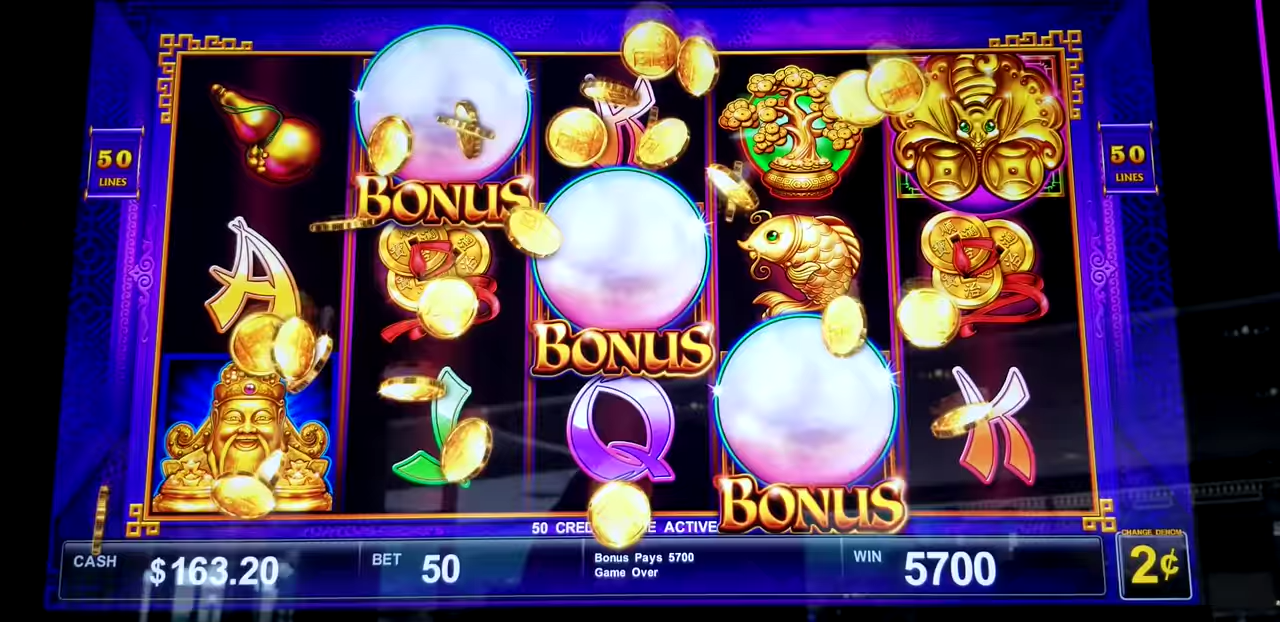 BONUS
50
LINES
50
LINES
BONUS
BONUS
A
K
J
Q
K
50 CRED
E ACTIVE
CASH $163.20
BET 50
Bonus Pays 5700
Game Over
WIN 5700
CHANGE DENOM
2¢